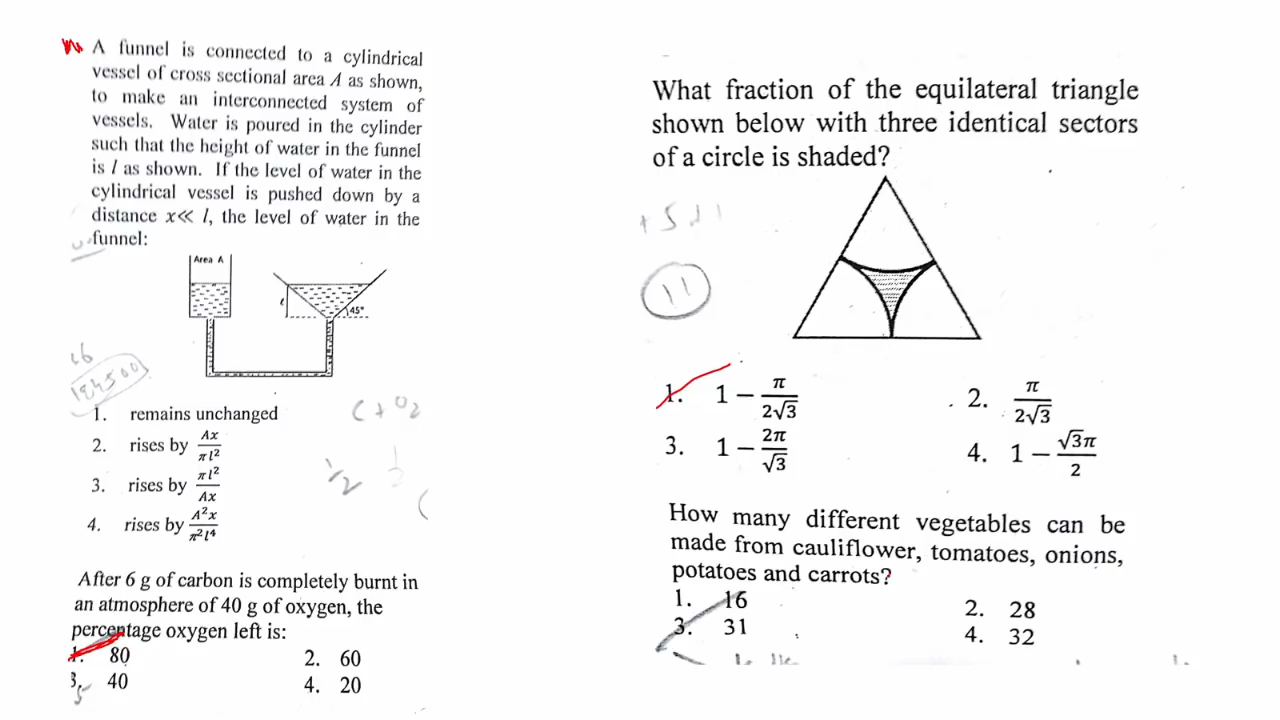 A funnel is connected to a cylindrical
vessel of cross sectional area A as shown,
to make an interconnected system of
vessels. Water is poured in the cylinder
such that the height of water in the funnel
is l as shown. If the level of water in the
cylindrical vessel is pushed down by a
distance x≪ l, the level of water in the
funnel:
Area A
ℓ
45°
184500
C + O2
1. remains unchanged
2. rises by Ax/πl²
3. rises by πl²/Ax
4. rises by A²x/π²l⁴
1/2
After 6 g of carbon is completely burnt in
an atmosphere of 40 g of oxygen, the
percentage oxygen left is:
1. 80 2. 60
3. 40 4. 20
What fraction of the equilateral triangle
shown below with three identical sectors
of a circle is shaded?
11
1. 1 − π/2√3 2. π/2√3
3. 1 − 2π/√3 4. 1 − √3π/2
How many different vegetables can be
made from cauliflower, tomatoes, onions,
potatoes and carrots?
1. 16 2. 28
3. 31 4. 32